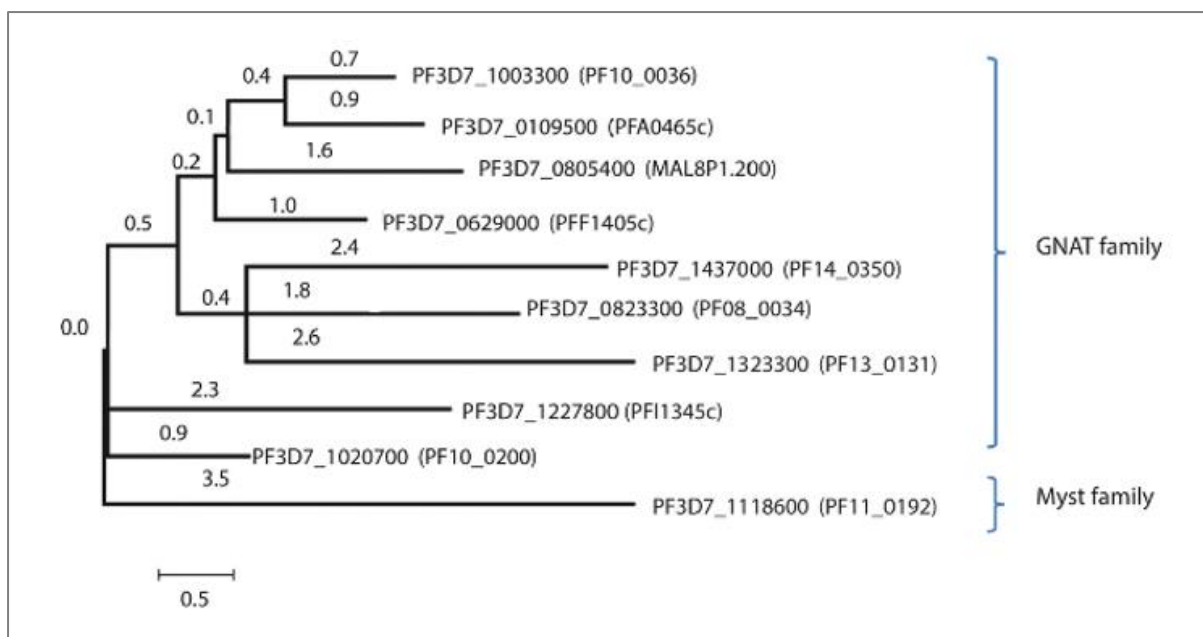 0.7
0.4
PF3D7_1003300 (PF10_0036)
0.9
0.1
PF3D7_0109500 (PFA0465c)
1.6
0.2
PF3D7_0805400 (MAL8P1.200)
1.0
0.5
PF3D7_0629000 (PFF1405c)
2.4
GNAT family
PF3D7_1437000 (PF14_0350)
1.8
0.4
PF3D7_0823300 (PF08_0034)
0.0
2.6
PF3D7_1323300 (PF13_0131)
2.3
PF3D7_1227800 (PFI1345c)
0.9
PF3D7_1020700 (PF10_0200)
3.5
Myst family
PF3D7_1118600 (PF11_0192)
0.5